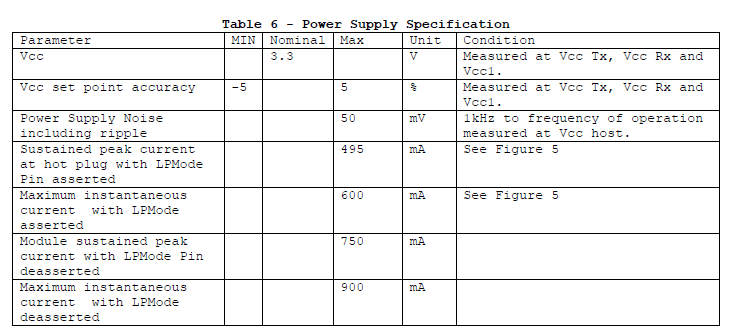 Table 6 - Power Supply Specification
Parameter MIN Nominal Max Unit Condition
Vcc 3.3 V Measured at Vcc Tx, Vcc Rx and
Vcc1.
Vcc set point accuracy -5 5 % Measured at Vcc Tx, Vcc Rx and
Vcc1.
Power Supply Noise 50 mV 1kHz to frequency of operation
including ripple measured at Vcc host.
Sustained peak current 495 mA See Figure 5
at hot plug with LPMode
Pin asserted
Maximum instantaneous 600 mA See Figure 5
current with LPMode
asserted
Module sustained peak 750 mA
current with LPMode Pin
deasserted
Maximum instantaneous 900 mA
current with LPMode
deasserted